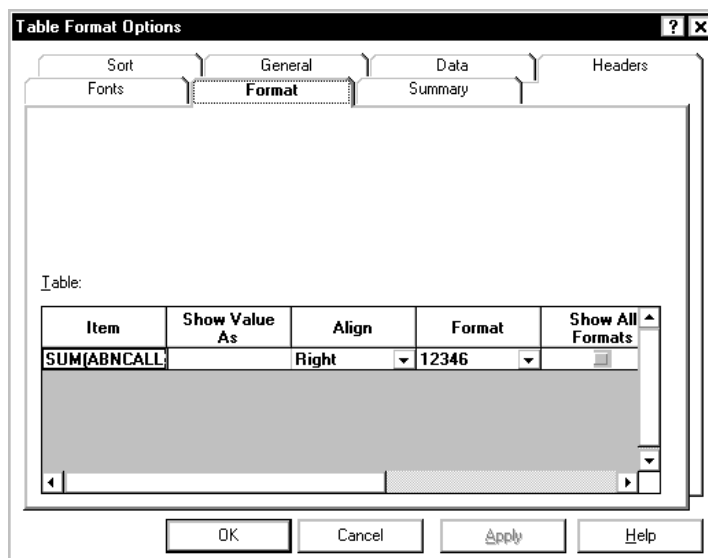 Table Format Options
Sort General Data Headers
Fonts Format Summary
Table:
Item Show Value As Align Format Show All Formats
SUM(ABNCALL Right 12346
OK Cancel Apply Help